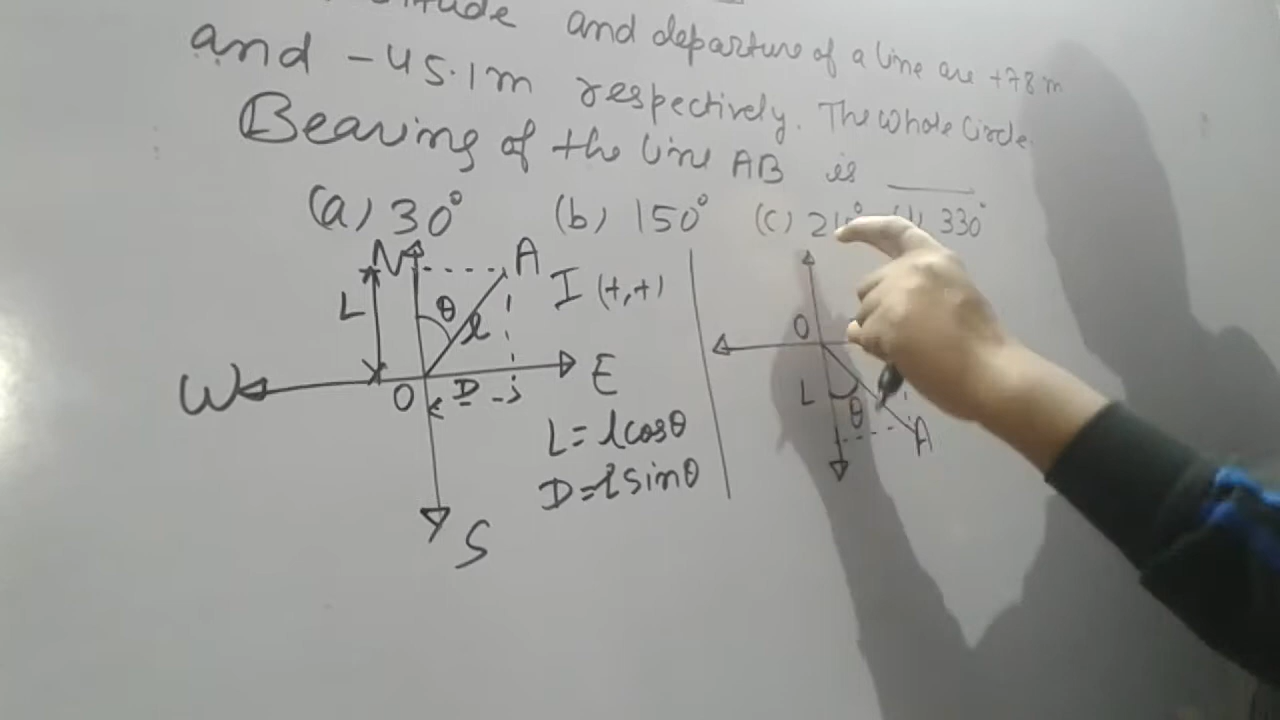 and departure of a line are +78 m
and -45.1m respectively. The Whole Circle
Bearing of the line AB is ____
(a) 30° (b) 150° (c) (d) 330°
N A
L θ l I (+,+)
W O D E
L = l cosθ
D = l sinθ
S
O
L θ
A